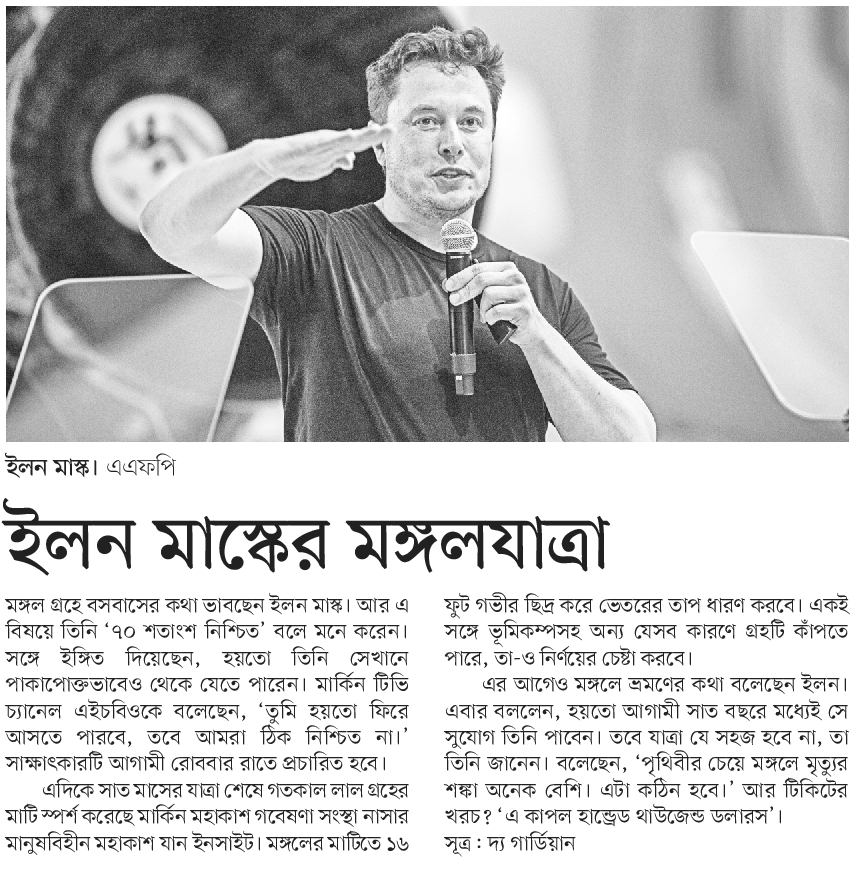 ইলন মাস্ক। এএফপি
ইলন মাস্কের মঙ্গলযাত্রা
মঙ্গল গ্রহে বসবাসের কথা ভাবছেন ইলন মাস্ক। আর এ
বিষয়ে তিনি ‘৭০ শতাংশ নিশ্চিত’ বলে মনে করেন।
সঙ্গে ইঙ্গিত দিয়েছেন, হয়তো তিনি সেখানে
পাকাপোক্তভাবেও থেকে যেতে পারেন। মার্কিন টিভি
চ্যানেল এইচবিওকে বলেছেন, ‘তুমি হয়তো ফিরে
আসতে পারবে, তবে আমরা ঠিক নিশ্চিত না।’
সাক্ষাৎকারটি আগামী রোববার রাতে প্রচারিত হবে।
এদিকে সাত মাসের যাত্রা শেষে গতকাল লাল গ্রহের
মাটি স্পর্শ করেছে মার্কিন মহাকাশ গবেষণা সংস্থা নাসার
মানুষবিহীন মহাকাশ যান ইনসাইট। মঙ্গলের মাটিতে ১৬
ফুট গভীর ছিদ্র করে ভেতরের তাপ ধারণ করবে। একই
সঙ্গে ভূমিকম্পসহ অন্য যেসব কারণে গ্রহটি কাঁপতে
পারে, তা-ও নির্ণয়ের চেষ্টা করবে।
এর আগেও মঙ্গলে ভ্রমণের কথা বলেছেন ইলন।
এবার বললেন, হয়তো আগামী সাত বছরে মধ্যেই সে
সুযোগ তিনি পাবেন। তবে যাত্রা যে সহজ হবে না, তা
তিনি জানেন। বলেছেন, ‘পৃথিবীর চেয়ে মঙ্গলে মৃত্যুর
শঙ্কা অনেক বেশি। এটা কঠিন হবে।’ আর টিকিটের
খরচ? ‘এ কাপল হান্ড্রেড থাউজেন্ড ডলারস’।
সূত্র : দ্য গার্ডিয়ান